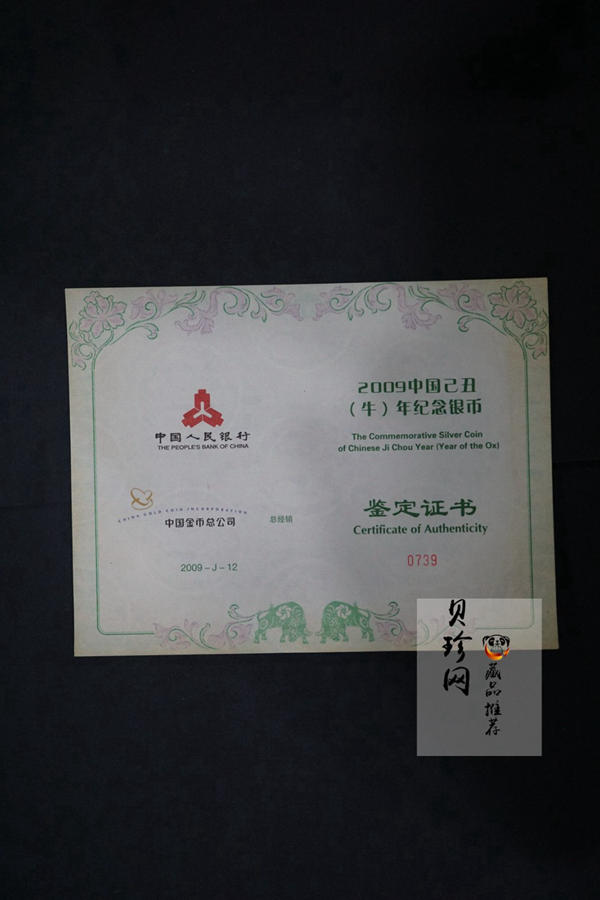 中国人民银行
THE PEOPLE'S BANK OF CHINA
CHINA GOLD COIN INCORPORATION
中国金币总公司
总经销
2009-J-12
2009中国己丑
（牛）年纪念银币
The Commemorative Silver Coin
of Chinese Ji Chou Year (Year of the Ox)
鉴定证书
Certificate of Authenticity
0739
贝珍网
藏品推荐